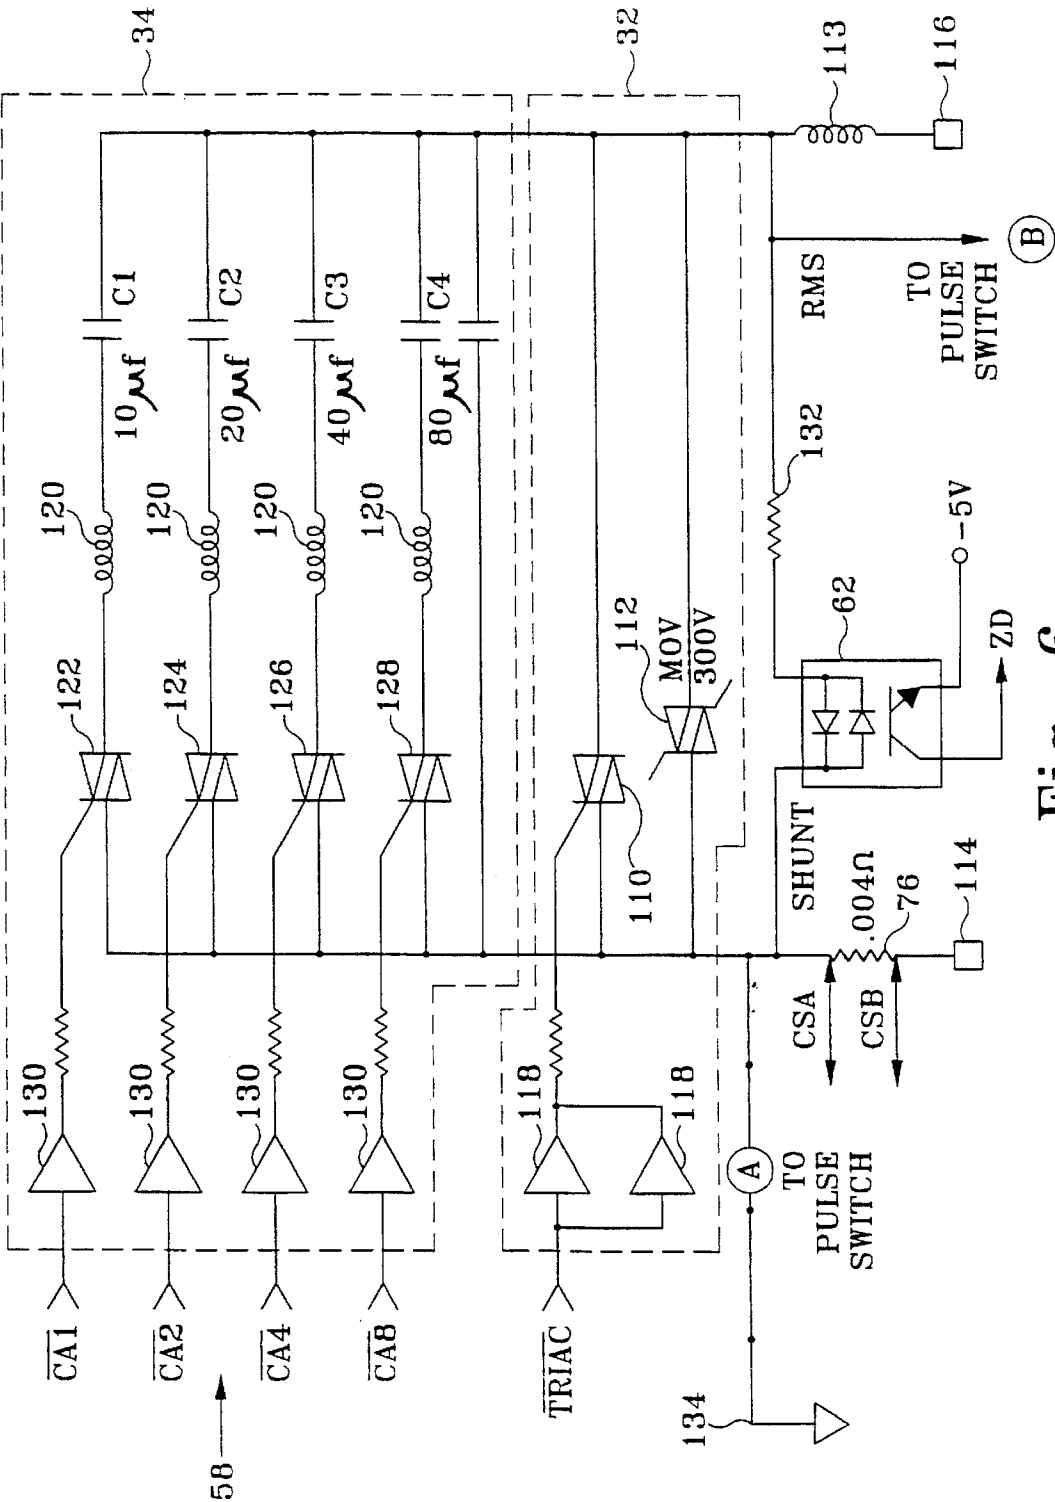 58
CA1
CA2
CA4
CA8
TRIAC
134
130
130
130
130
118
118
A
TO
PULSE
SWITCH
CSA
CSB
.004Ω
76
114
SHUNT
122
124
126
128
110
112
MOV
300V
62
-5V
ZD
120
120
120
120
132
10μf
C1
20μf
C2
40μf
C3
80μf
C4
RMS
TO
PULSE
SWITCH
B
34
32
113
116